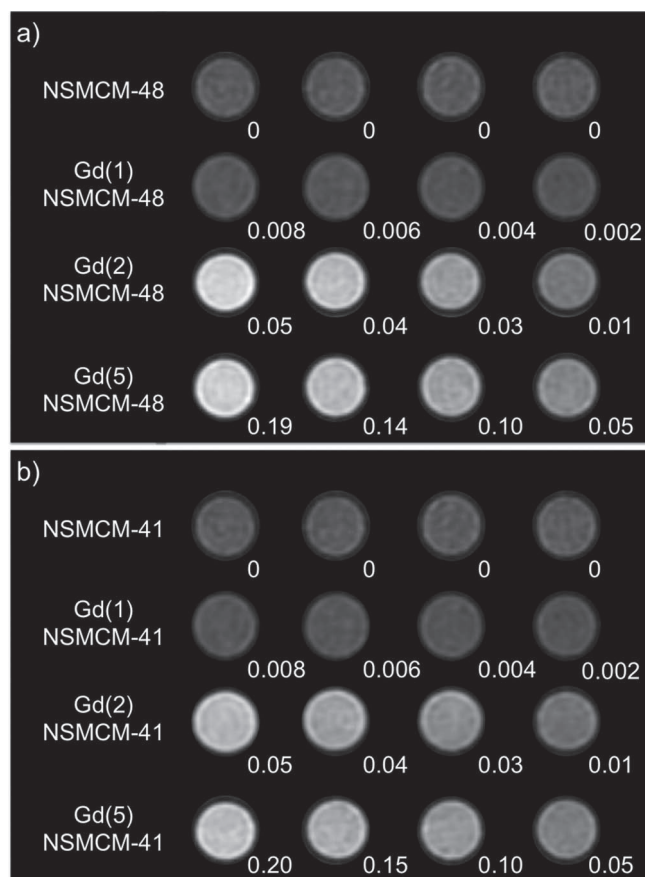 a)
NSMCM-48
0 0 0 0
Gd(1)
NSMCM-48
0.008 0.006 0.004 0.002
Gd(2)
NSMCM-48
0.05 0.04 0.03 0.01
Gd(5)
NSMCM-48
0.19 0.14 0.10 0.05
b)
NSMCM-41
0 0 0 0
Gd(1)
NSMCM-41
0.008 0.006 0.004 0.002
Gd(2)
NSMCM-41
0.05 0.04 0.03 0.01
Gd(5)
NSMCM-41
0.20 0.15 0.10 0.05